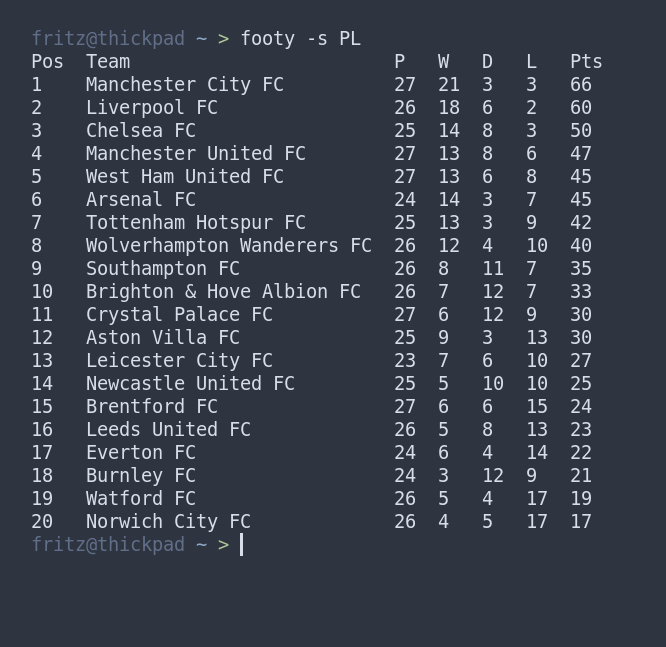 fritz@thickpad ~ > footy -s PL
Pos Team P W D L Pts
1 Manchester City FC 27 21 3 3 66
2 Liverpool FC 26 18 6 2 60
3 Chelsea FC 25 14 8 3 50
4 Manchester United FC 27 13 8 6 47
5 West Ham United FC 27 13 6 8 45
6 Arsenal FC 24 14 3 7 45
7 Tottenham Hotspur FC 25 13 3 9 42
8 Wolverhampton Wanderers FC 26 12 4 10 40
9 Southampton FC 26 8 11 7 35
10 Brighton & Hove Albion FC 26 7 12 7 33
11 Crystal Palace FC 27 6 12 9 30
12 Aston Villa FC 25 9 3 13 30
13 Leicester City FC 23 7 6 10 27
14 Newcastle United FC 25 5 10 10 25
15 Brentford FC 27 6 6 15 24
16 Leeds United FC 26 5 8 13 23
17 Everton FC 24 6 4 14 22
18 Burnley FC 24 3 12 9 21
19 Watford FC 26 5 4 17 19
20 Norwich City FC 26 4 5 17 17
fritz@thickpad ~ >